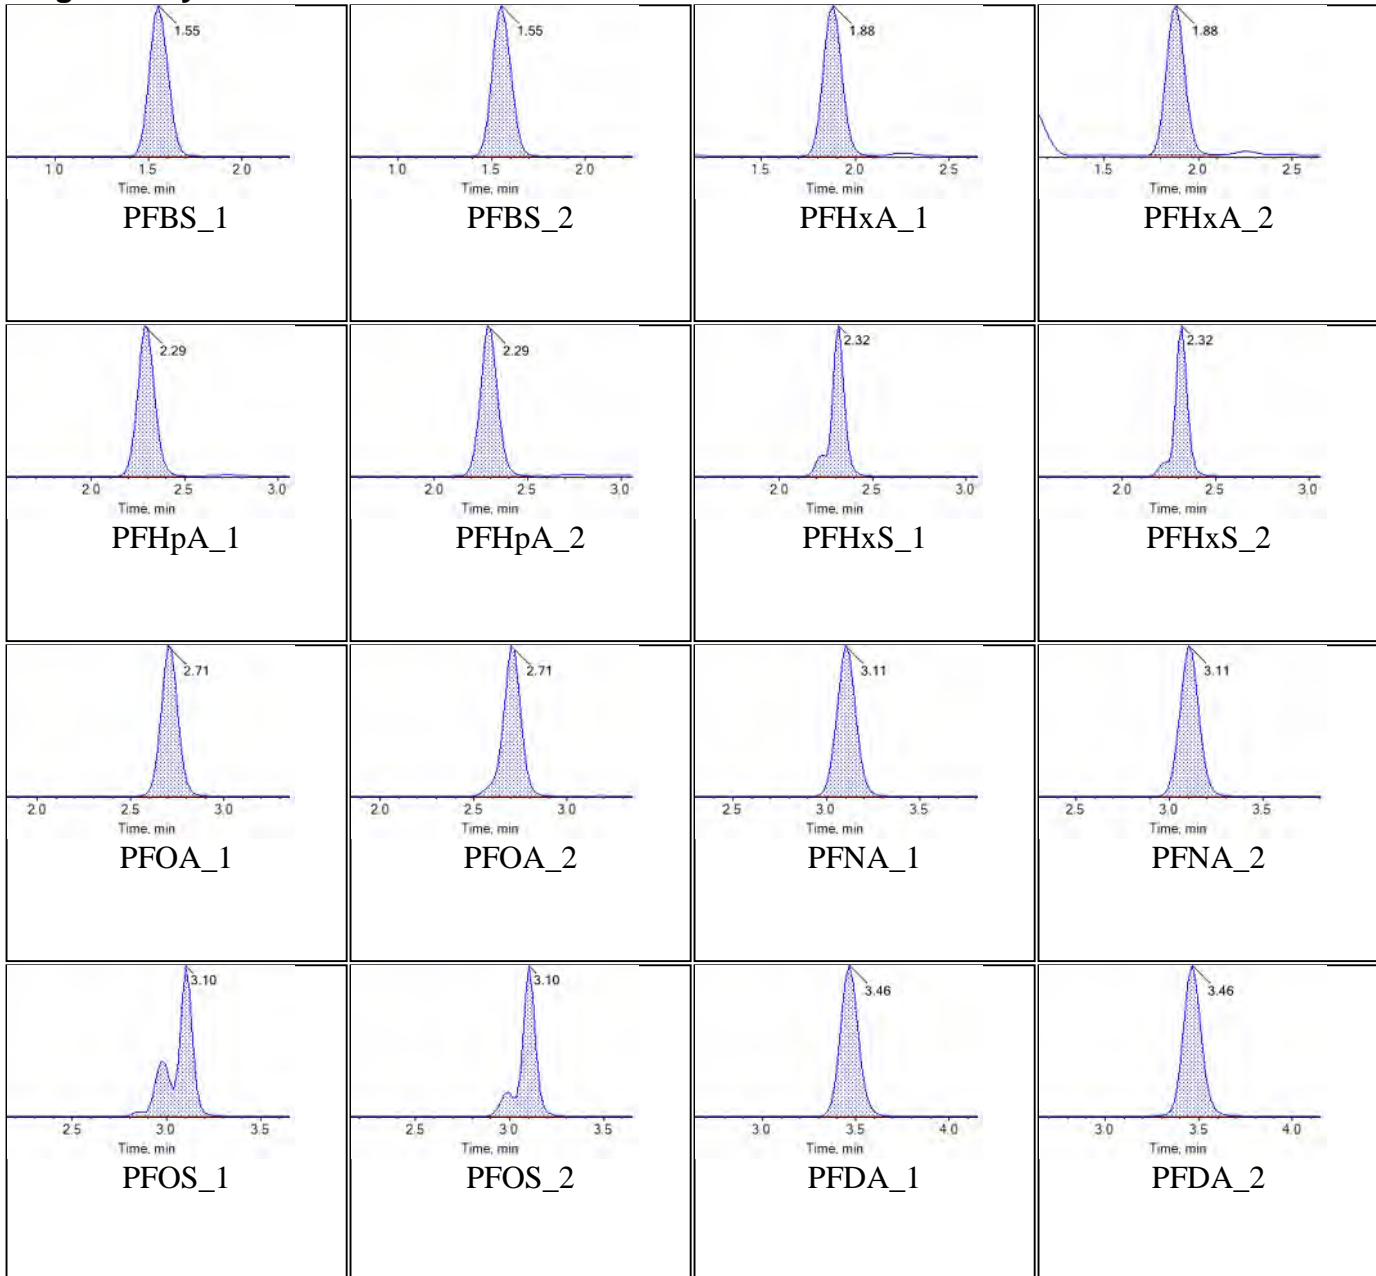 1.55 1.55 1.88 1.88
1.0 1.5 2.0 1.0 1.5 2.0 1.5 2.0 2.5 1.5 2.0 2.5
Time, min Time, min Time, min Time, min
PFBS_1 PFBS_2 PFHxA_1 PFHxA_2
2.29 2.29 2.32 2.32
2.0 2.5 3.0 2.0 2.5 3.0 2.0 2.5 3.0 2.0 2.5 3.0
Time, min Time, min Time, min Time, min
PFHpA_1 PFHpA_2 PFHxS_1 PFHxS_2
2.71 2.71 3.11 3.11
2.0 2.5 3.0 2.0 2.5 3.0 2.5 3.0 3.5 2.5 3.0 3.5
Time, min Time, min Time, min Time, min
PFOA_1 PFOA_2 PFNA_1 PFNA_2
3.10 3.10 3.46 3.46
2.5 3.0 3.5 2.5 3.0 3.5 3.0 3.5 4.0 3.0 3.5 4.0
Time, min Time, min Time, min Time, min
PFOS_1 PFOS_2 PFDA_1 PFDA_2